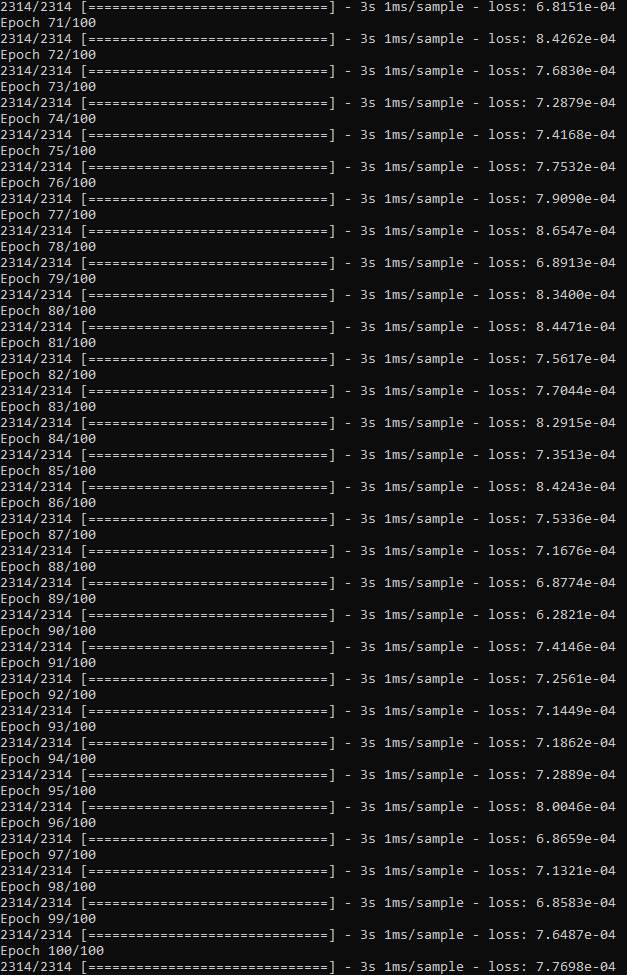 2314/2314 [==============================] - 3s 1ms/sample - loss: 6.8151e-04
Epoch 71/100
2314/2314 [==============================] - 3s 1ms/sample - loss: 8.4262e-04
Epoch 72/100
2314/2314 [==============================] - 3s 1ms/sample - loss: 7.6830e-04
Epoch 73/100
2314/2314 [==============================] - 3s 1ms/sample - loss: 7.2879e-04
Epoch 74/100
2314/2314 [==============================] - 3s 1ms/sample - loss: 7.4168e-04
Epoch 75/100
2314/2314 [==============================] - 3s 1ms/sample - loss: 7.7532e-04
Epoch 76/100
2314/2314 [==============================] - 3s 1ms/sample - loss: 7.9090e-04
Epoch 77/100
2314/2314 [==============================] - 3s 1ms/sample - loss: 8.6547e-04
Epoch 78/100
2314/2314 [==============================] - 3s 1ms/sample - loss: 6.8913e-04
Epoch 79/100
2314/2314 [==============================] - 3s 1ms/sample - loss: 8.3400e-04
Epoch 80/100
2314/2314 [==============================] - 3s 1ms/sample - loss: 8.4471e-04
Epoch 81/100
2314/2314 [==============================] - 3s 1ms/sample - loss: 7.5617e-04
Epoch 82/100
2314/2314 [==============================] - 3s 1ms/sample - loss: 7.7044e-04
Epoch 83/100
2314/2314 [==============================] - 3s 1ms/sample - loss: 8.2915e-04
Epoch 84/100
2314/2314 [==============================] - 3s 1ms/sample - loss: 7.3513e-04
Epoch 85/100
2314/2314 [==============================] - 3s 1ms/sample - loss: 8.4243e-04
Epoch 86/100
2314/2314 [==============================] - 3s 1ms/sample - loss: 7.5336e-04
Epoch 87/100
2314/2314 [==============================] - 3s 1ms/sample - loss: 7.1676e-04
Epoch 88/100
2314/2314 [==============================] - 3s 1ms/sample - loss: 6.8774e-04
Epoch 89/100
2314/2314 [==============================] - 3s 1ms/sample - loss: 6.2821e-04
Epoch 90/100
2314/2314 [==============================] - 3s 1ms/sample - loss: 7.4146e-04
Epoch 91/100
2314/2314 [==============================] - 3s 1ms/sample - loss: 7.2561e-04
Epoch 92/100
2314/2314 [==============================] - 3s 1ms/sample - loss: 7.1449e-04
Epoch 93/100
2314/2314 [==============================] - 3s 1ms/sample - loss: 7.1862e-04
Epoch 94/100
2314/2314 [==============================] - 3s 1ms/sample - loss: 7.2889e-04
Epoch 95/100
2314/2314 [==============================] - 3s 1ms/sample - loss: 8.0046e-04
Epoch 96/100
2314/2314 [==============================] - 3s 1ms/sample - loss: 6.8659e-04
Epoch 97/100
2314/2314 [==============================] - 3s 1ms/sample - loss: 7.1321e-04
Epoch 98/100
2314/2314 [==============================] - 3s 1ms/sample - loss: 6.8583e-04
Epoch 99/100
2314/2314 [==============================] - 3s 1ms/sample - loss: 7.6487e-04
Epoch 100/100
2314/2314 [==============================] - 3s 1ms/sample - loss: 7.7698e-04